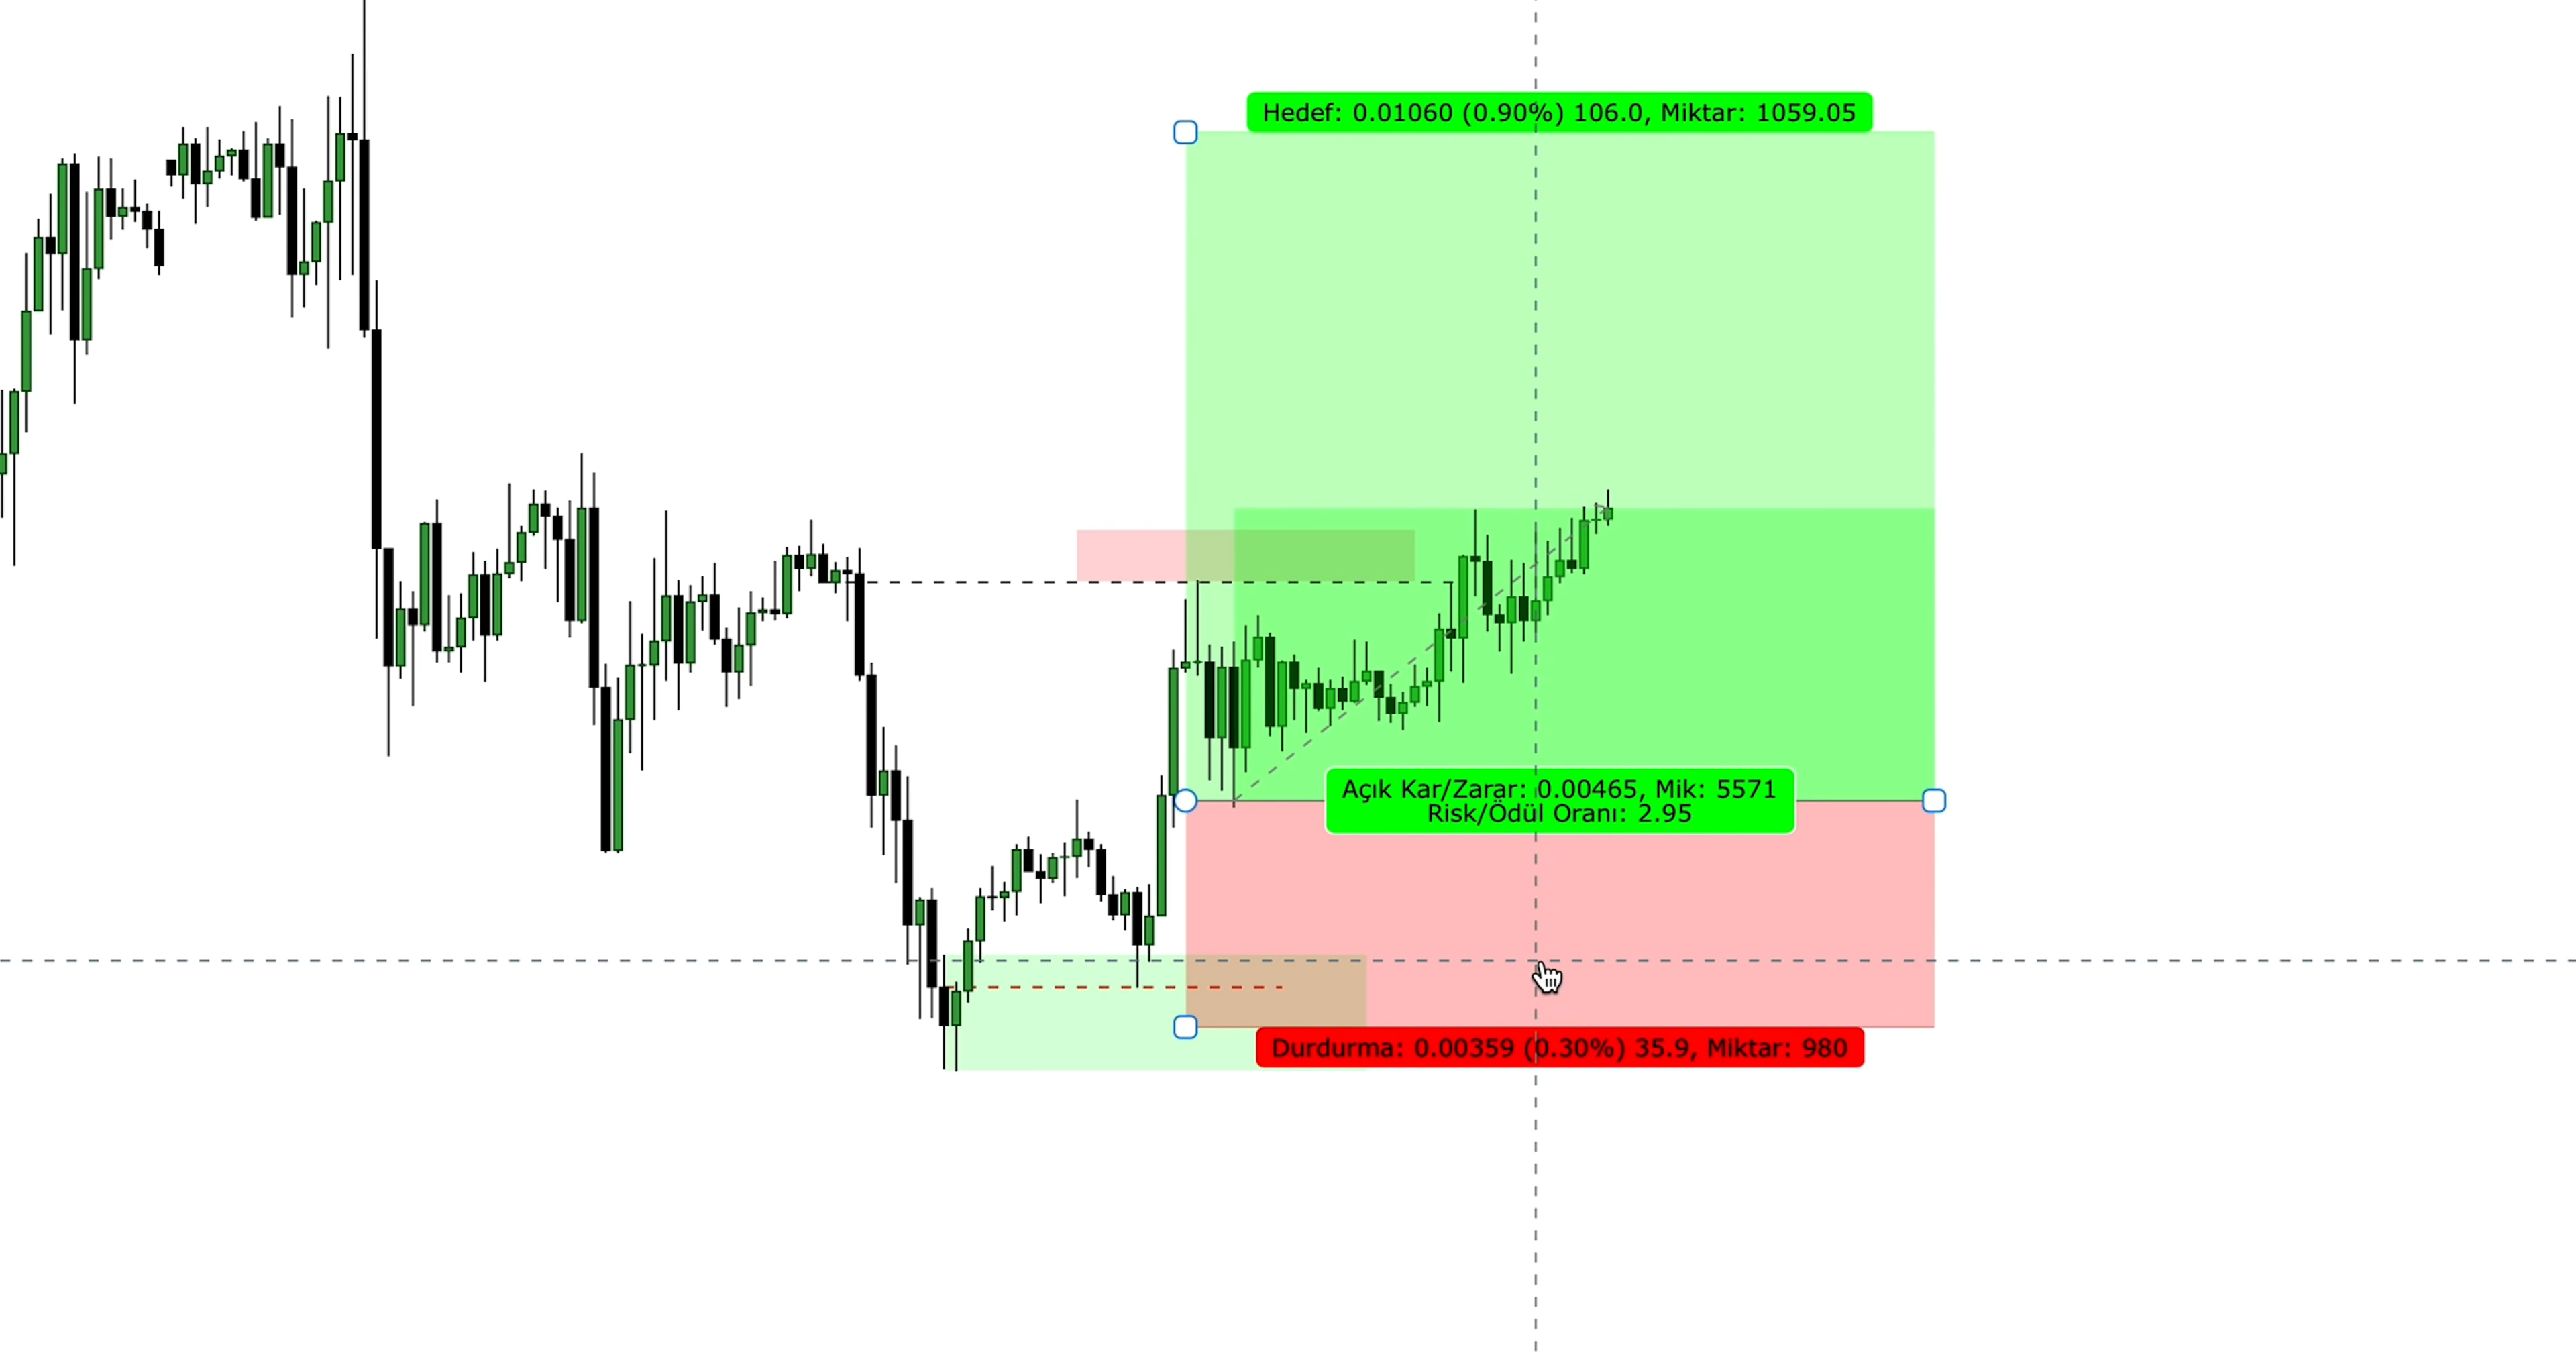 Hedef: 0.01060 (0.90%) 106.0, Miktar: 1059.05
Açık Kar/Zarar: 0.00465, Mik: 5571
Risk/Ödül Oranı: 2.95
Durdurma: 0.00359 (0.30%) 35.9, Miktar: 980